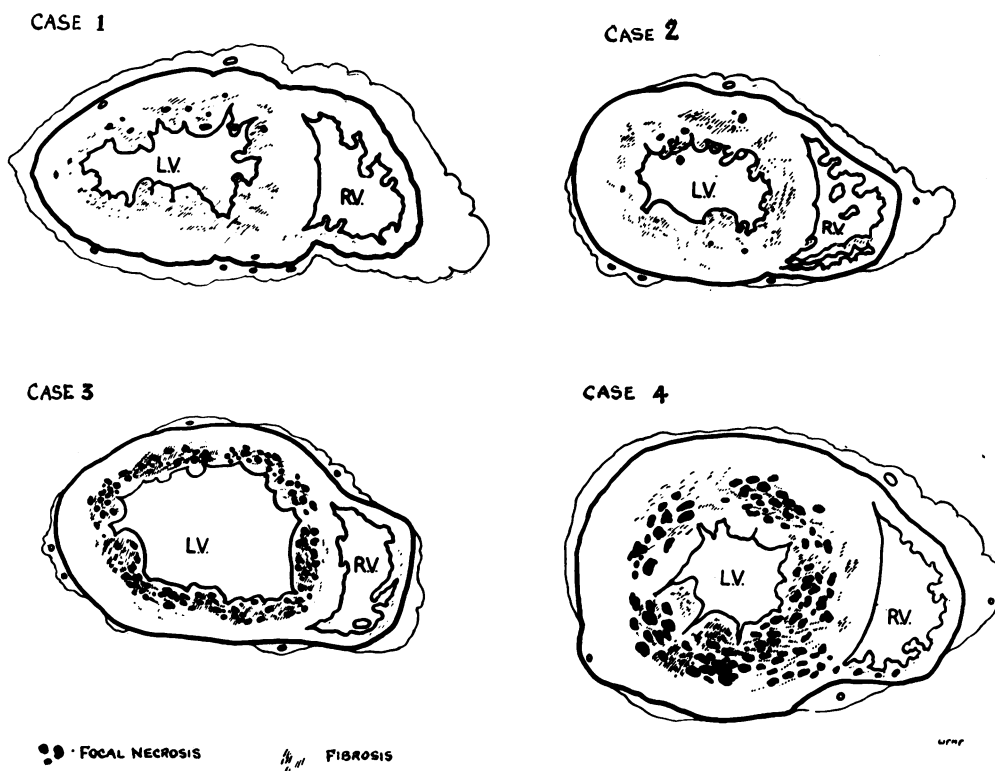 CASE 1
CASE 2
L.V.
R.V.
L.V.
R.V.
CASE 3
CASE 4
L.V.
R.V.
L.V.
R.V.
FOCAL NECROSIS
FIBROSIS